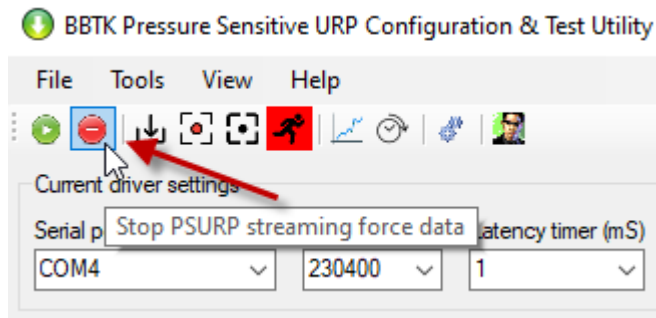 BBTK Pressure Sensitive URP Configuration & Test Utility
File Tools View Help
Current driver settings
Stop PSURP streaming force data
Serial p
atency timer (mS)
COM4 230400 1